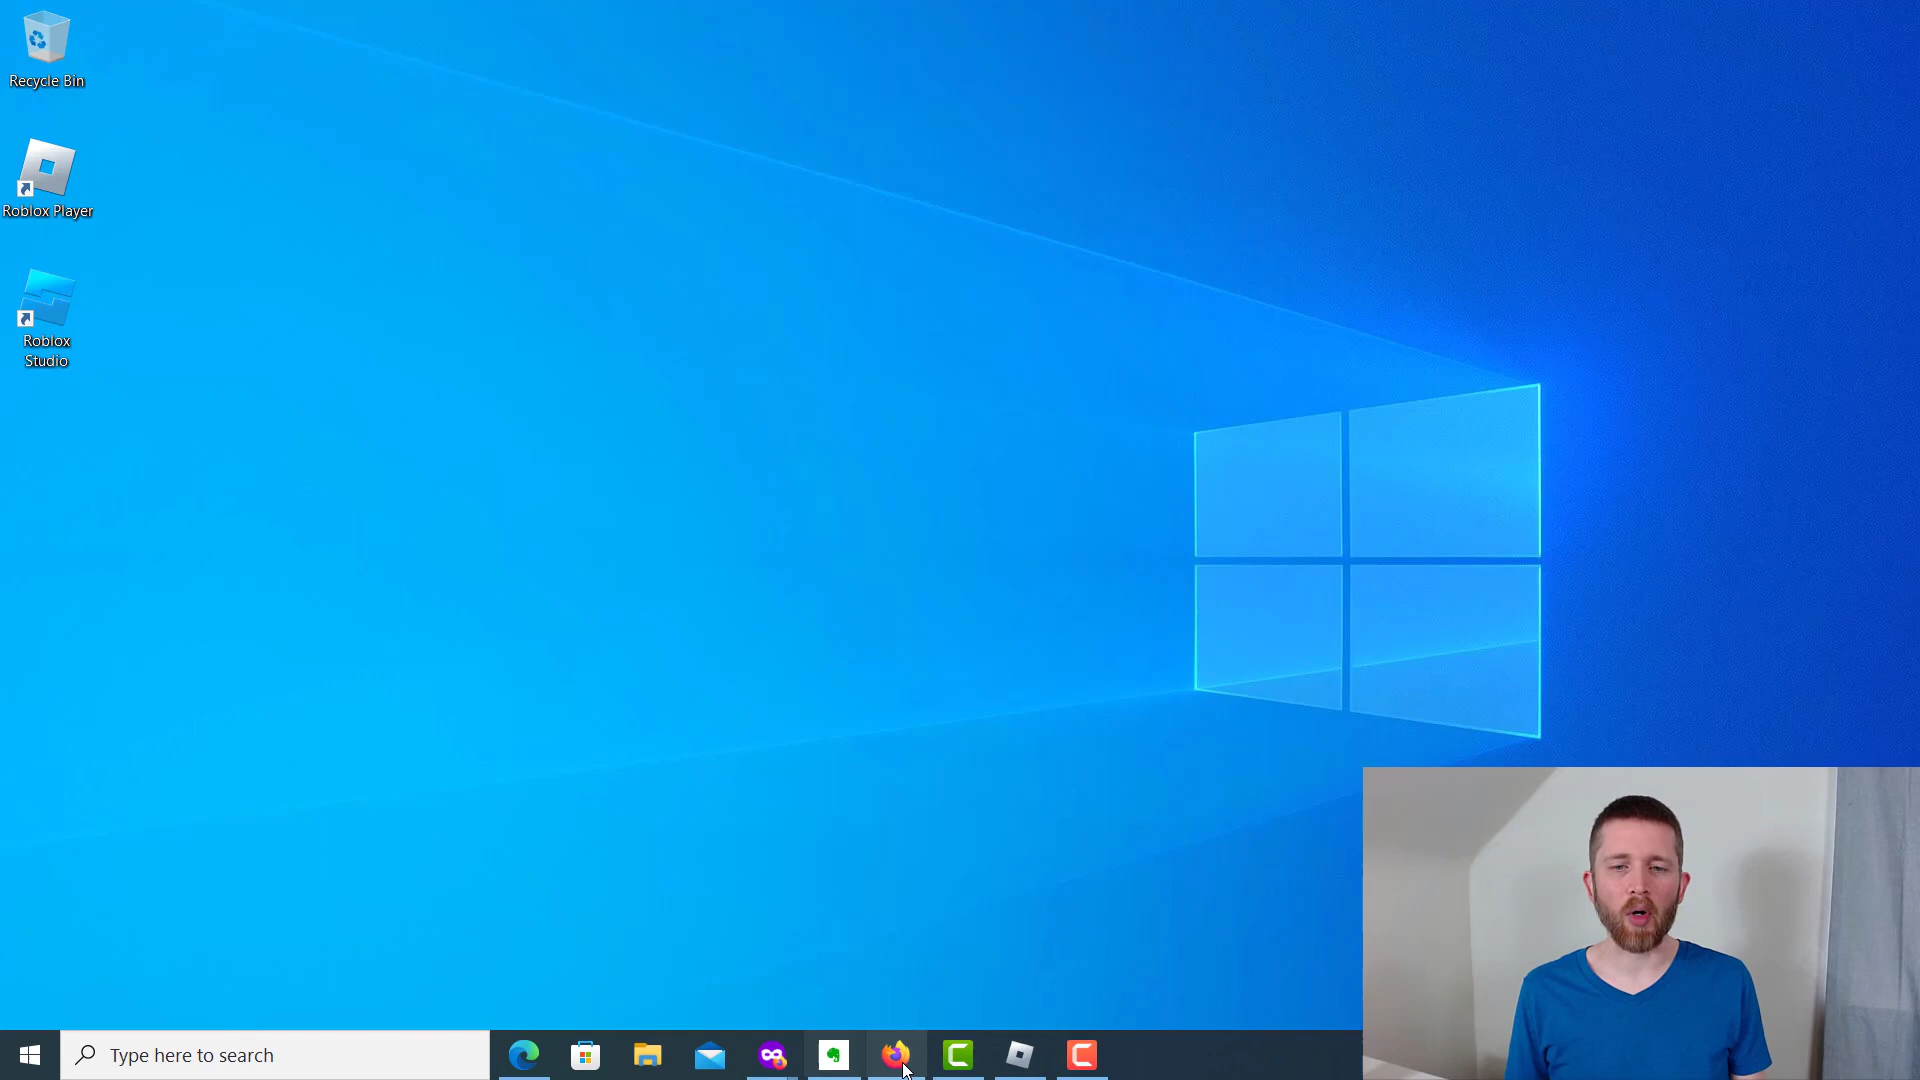 Recycle Bin
Roblox Player
Roblox
Studio
Type here to search